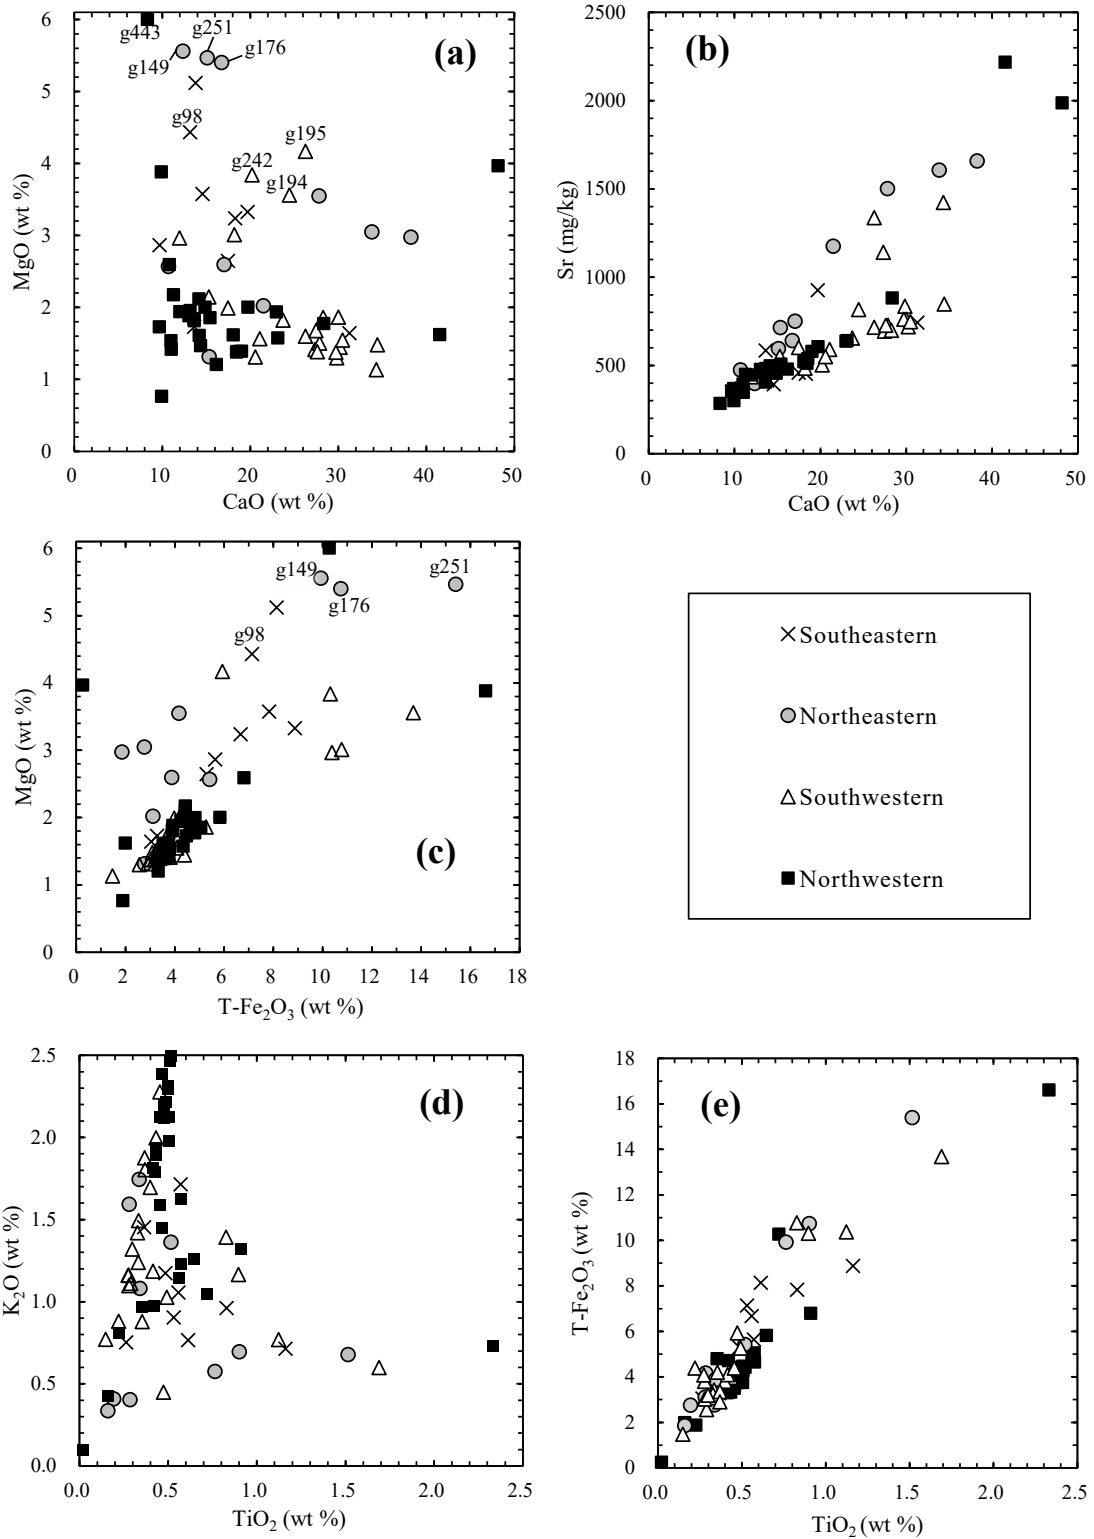 (a)
MgO (wt %)
6
5
4
3
2
1
0
g443
g251
g149
g176
g98
g195
g242
g194
0 10 20 30 40 50
CaO (wt %)
(b)
Sr (mg/kg)
2500
2000
1500
1000
500
0
0 10 20 30 40 50
CaO (wt %)
(c)
MgO (wt %)
6
5
4
3
2
1
0
g149
g251
g176
g98
0 2 4 6 8 10 12 14 16 18
T-Fe₂O₃ (wt %)
Southeastern
Northeastern
Southwestern
Northwestern
(d)
K₂O (wt %)
2.5
2.0
1.5
1.0
0.5
0.0
0.0 0.5 1.0 1.5 2.0 2.5
TiO₂ (wt %)
(e)
T-Fe₂O₃ (wt %)
18
16
14
12
10
8
6
4
2
0
0.0 0.5 1.0 1.5 2.0 2.5
TiO₂ (wt %)